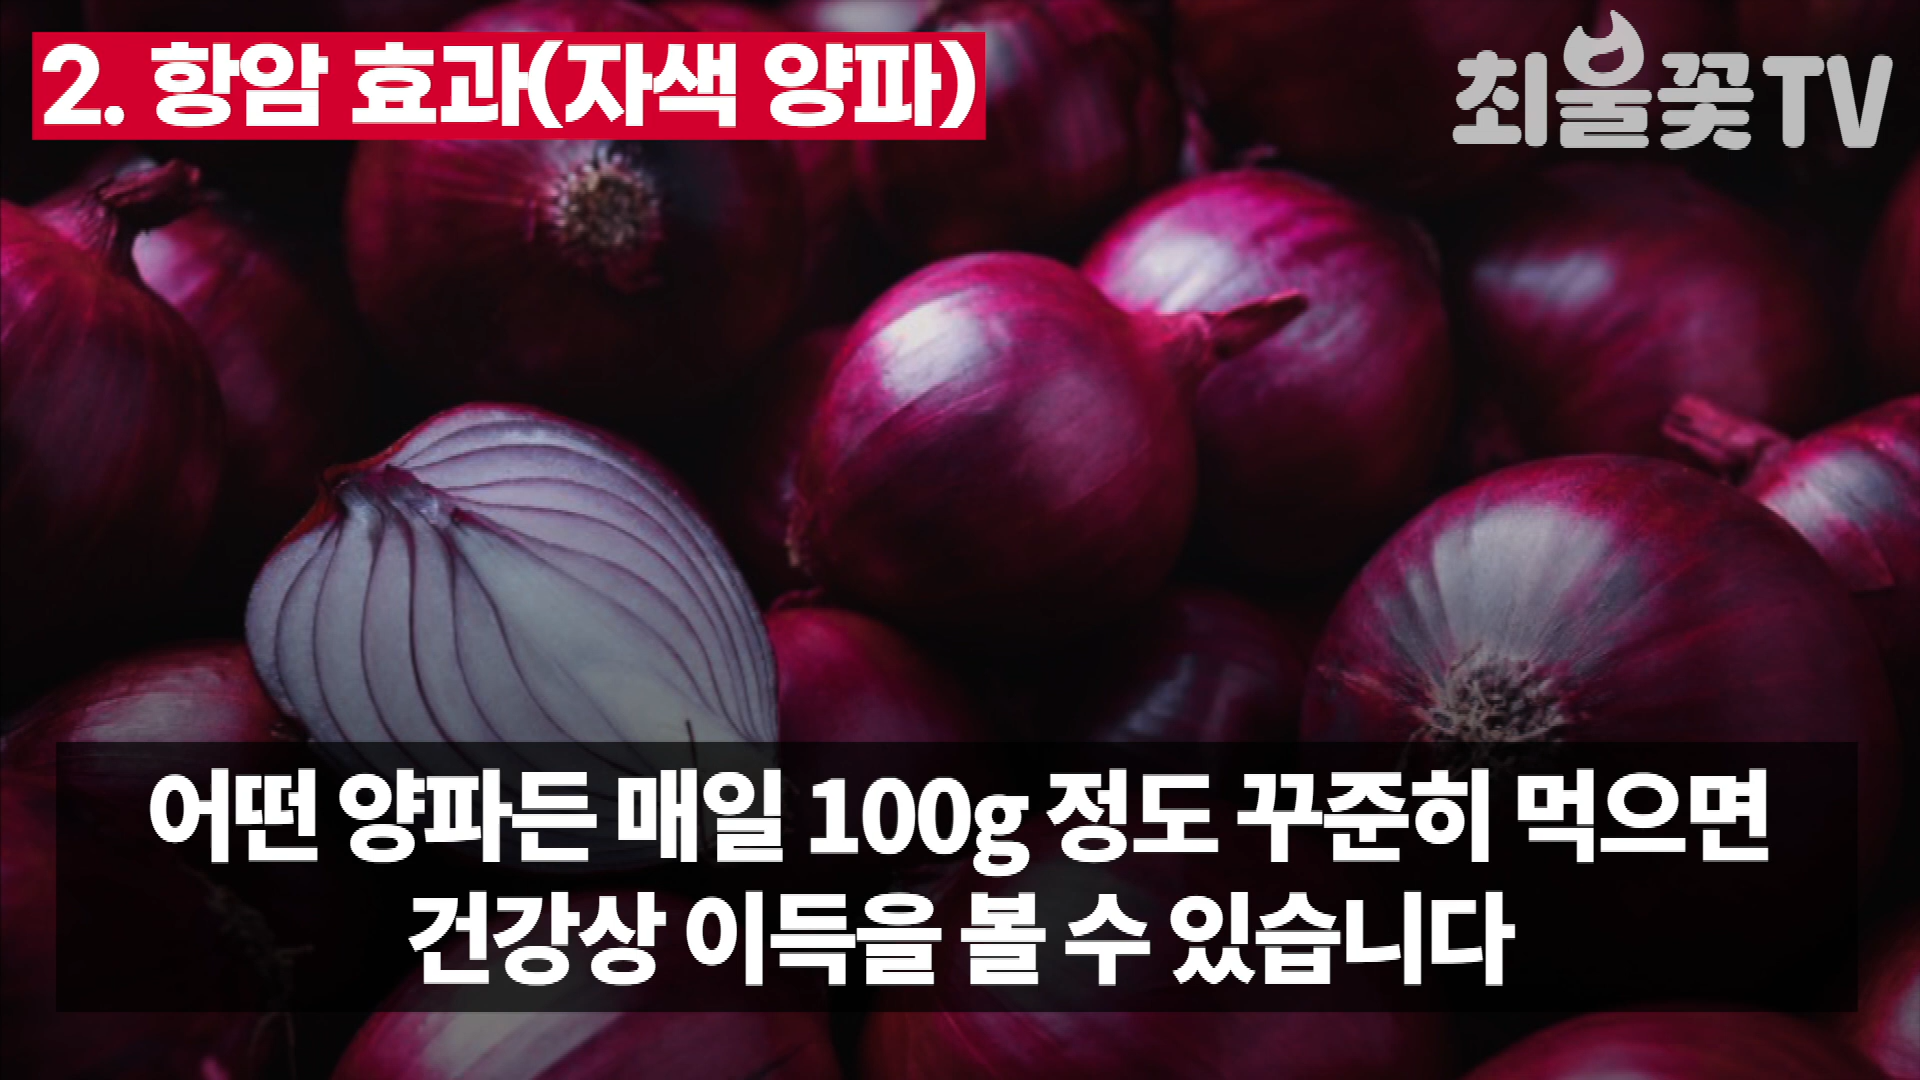 2. 항암 효과(자색 양파)
최울꽃TV
어떤 양파든 매일 100g 정도 꾸준히 먹으면
건강상 이득을 볼 수 있습니다